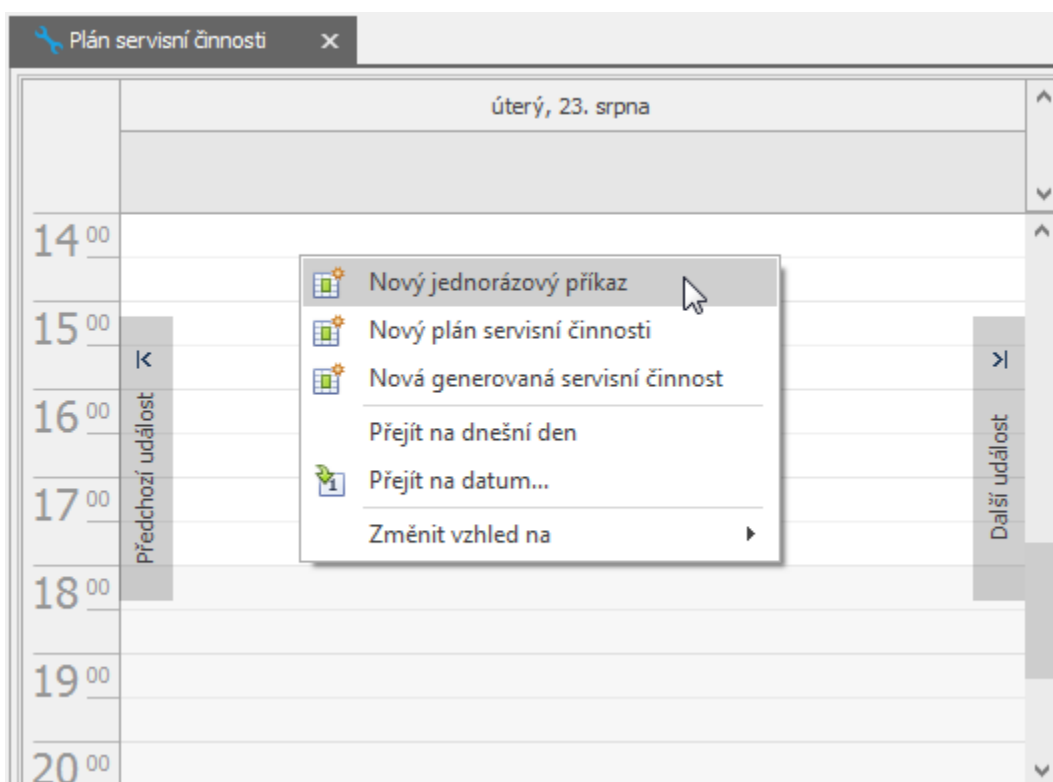 Plán servisní činnosti
úterý, 23. srpna
14 00
15 00
16 00
17 00
18 00
19 00
20 00
Předchozí událost
Nový jednorázový příkaz
Nový plán servisní činnosti
Nová generovaná servisní činnost
Přejít na dnešní den
1 Přejít na datum...
Změnit vzhled na
Další událost